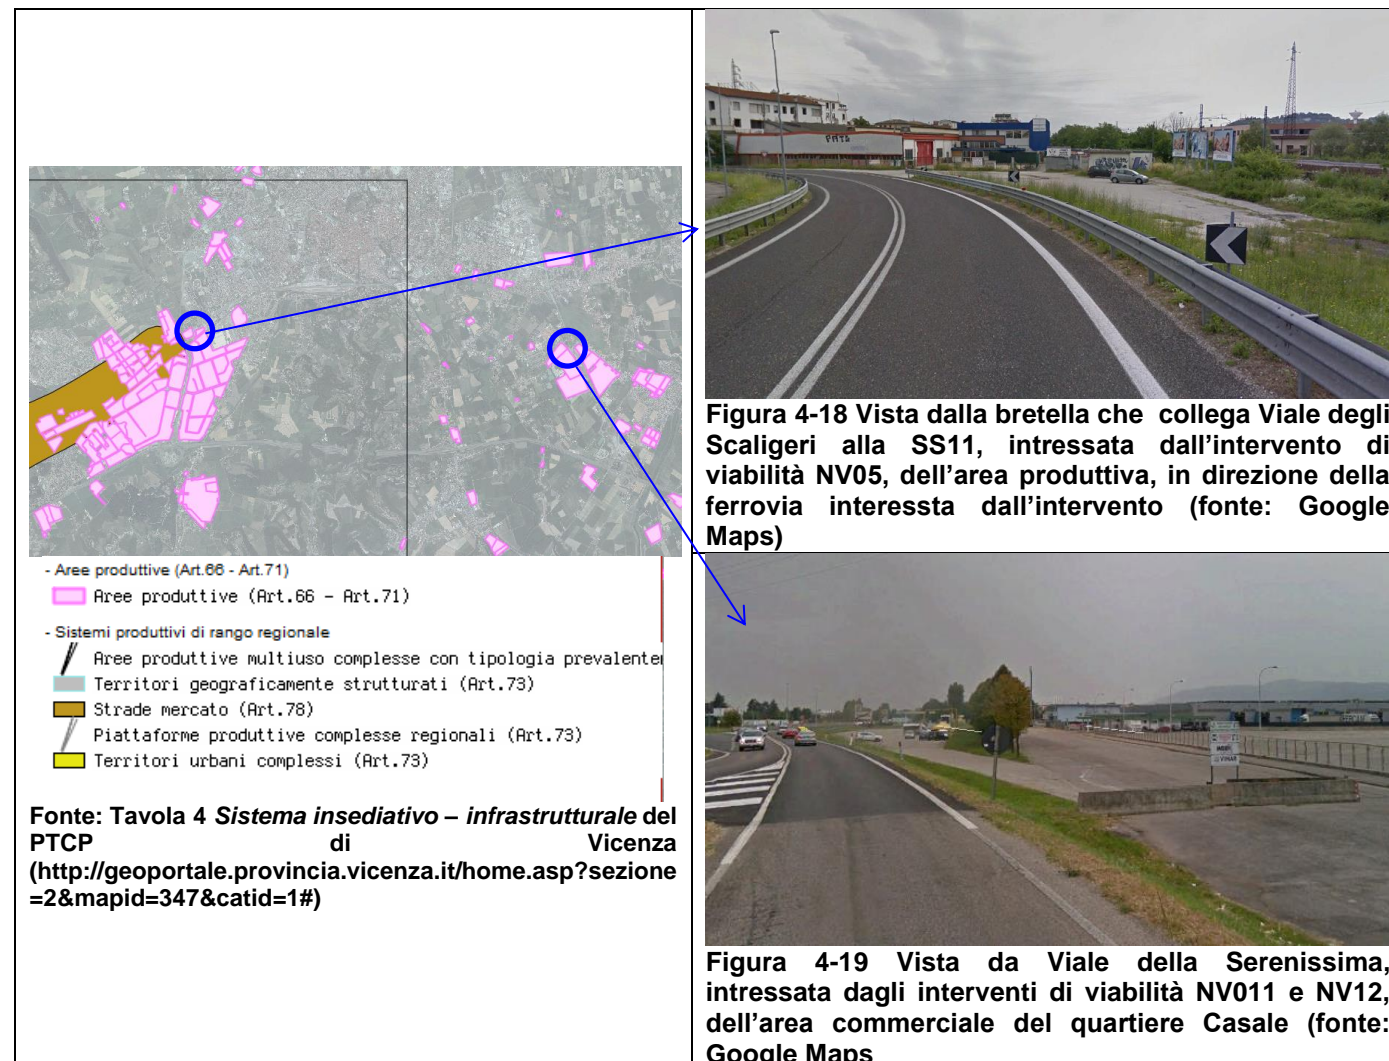 - Aree produttive (Art.66 - Art.71)
Aree produttive (Art.66 - Art.71)
- Sistemi produttivi di rango regionale
Aree produttive multiuso complesse con tipologia prevalente
Territori geograficamente strutturati (Art.73)
Strade mercato (Art.78)
Piattaforme produttive complesse regionali (Art.73)
Territori urbani complessi (Art.73)
Fonte: Tavola 4 Sistema insediativo – infrastrutturale del
PTCP di Vicenza
(http://geoportale.provincia.vicenza.it/home.asp?sezione
=2&mapid=347&catid=1#)
Figura 4-18 Vista dalla bretella che collega Viale degli
Scaligeri alla SS11, intressata dall'intervento di
viabilità NV05, dell'area produttiva, in direzione della
ferrovia interessta dall'intervento (fonte: Google
Maps)
VIMAR
Figura 4-19 Vista da Viale della Serenissima,
intressata dagli interventi di viabilità NV011 e NV12,
dell'area commerciale del quartiere Casale (fonte:
Google Maps